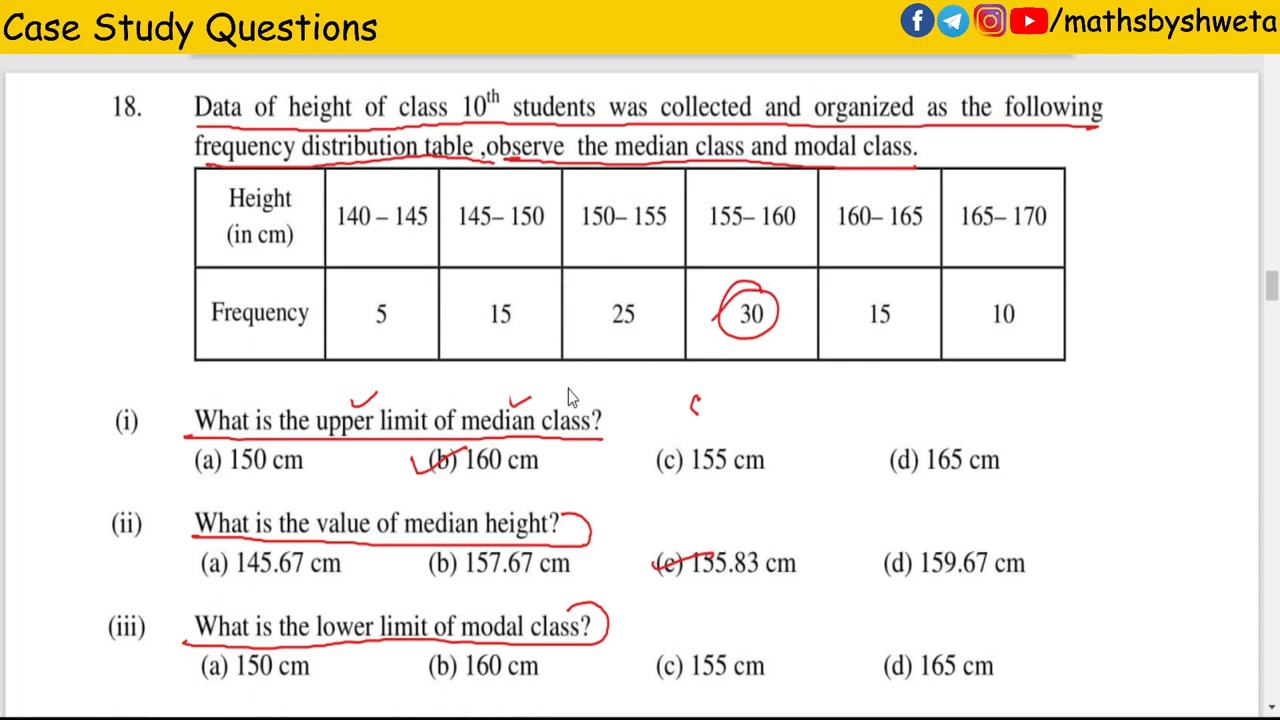 Case Study Questions
/mathsbyshweta
18. Data of height of class 10th students was collected and organized as the following
frequency distribution table ,observe the median class and modal class.
Height (in cm) 140 – 145 145– 150 150– 155 155– 160 160– 165 165– 170
Frequency 5 15 25 30 15 10
(i) What is the upper limit of median class?
(a) 150 cm (b) 160 cm (c) 155 cm (d) 165 cm
(ii) What is the value of median height?
(a) 145.67 cm (b) 157.67 cm (c) 155.83 cm (d) 159.67 cm
(iii) What is the lower limit of modal class?
(a) 150 cm (b) 160 cm (c) 155 cm (d) 165 cm